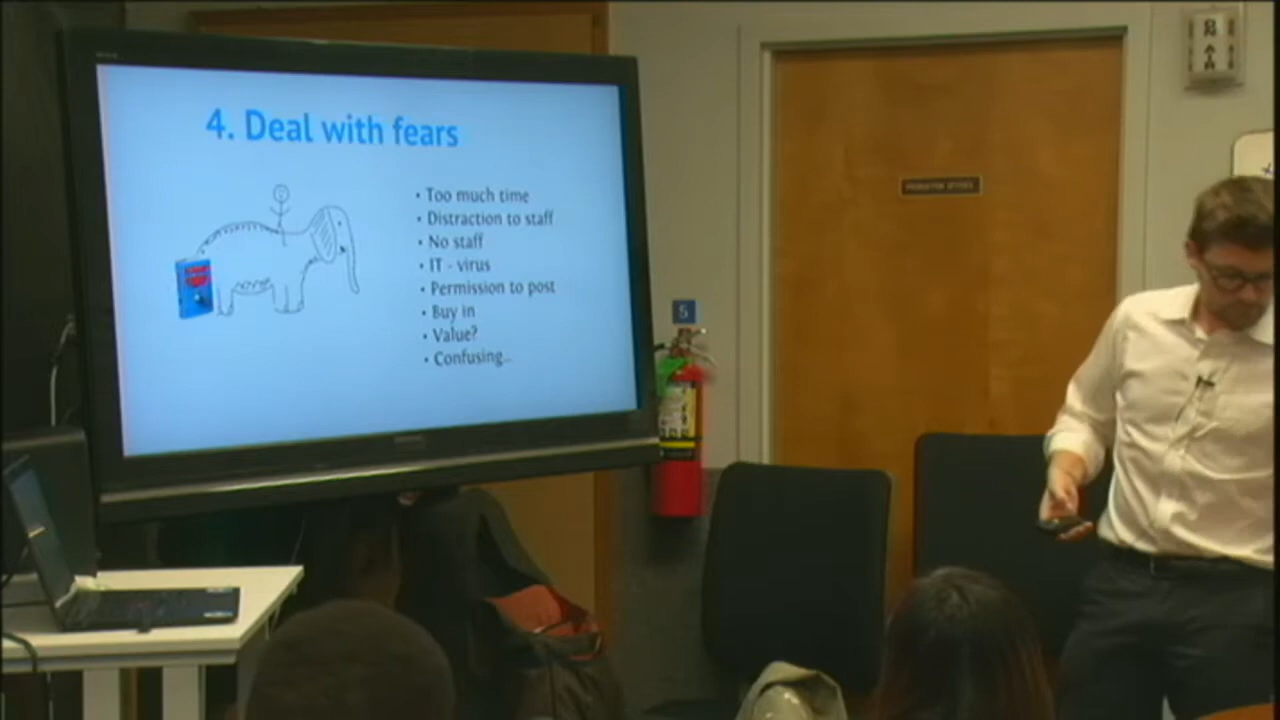 4. Deal with fears
• Too much time
• Distraction to staff
• No staff
• IT - virus
• Permission to post
• Buy in
• Value?
• Confusing...
5